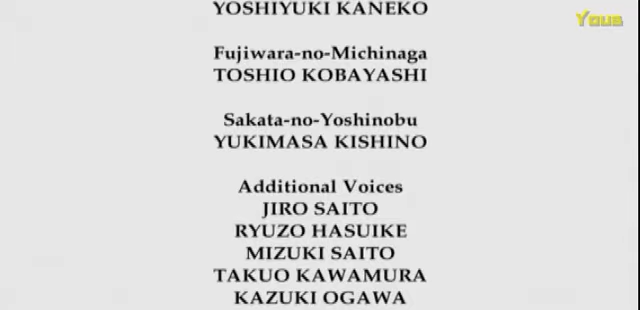 YOSHIYUKI KANEKO
Yous
Fujiwara-no-Michinaga
TOSHIO KOBAYASHI
Sakata-no-Yoshinobu
YUKIMASA KISHINO
Additional Voices
JIRO SAITO
RYUZO HASUIKE
MIZUKI SAITO
TAKUO KAWAMURA
KAZUKI OGAWA